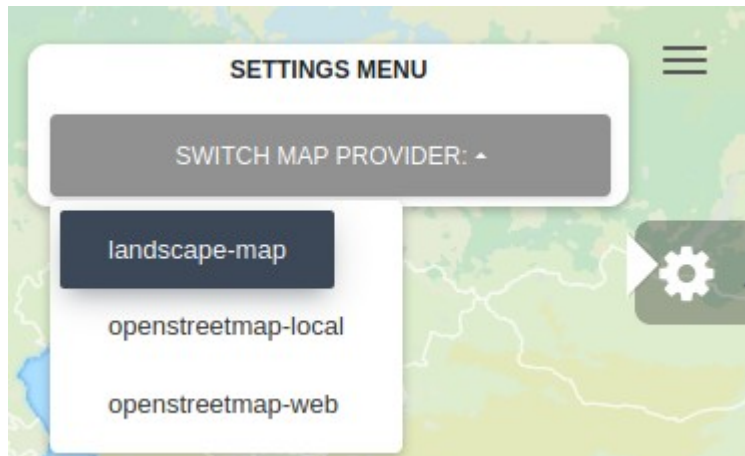 SETTINGS MENU
SWITCH MAP PROVIDER:
landscape-map
openstreetmap-local
openstreetmap-web